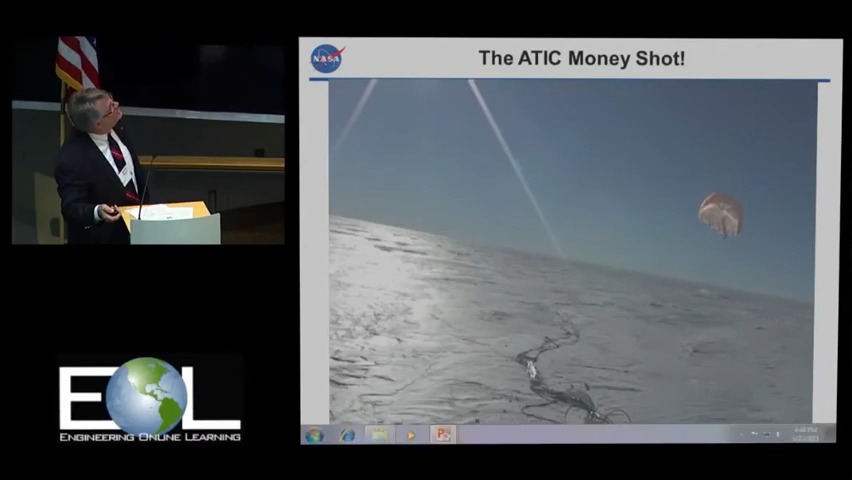 NASA
The ATIC Money Shot!
EOL
ENGINEERING ONLINE LEARNING